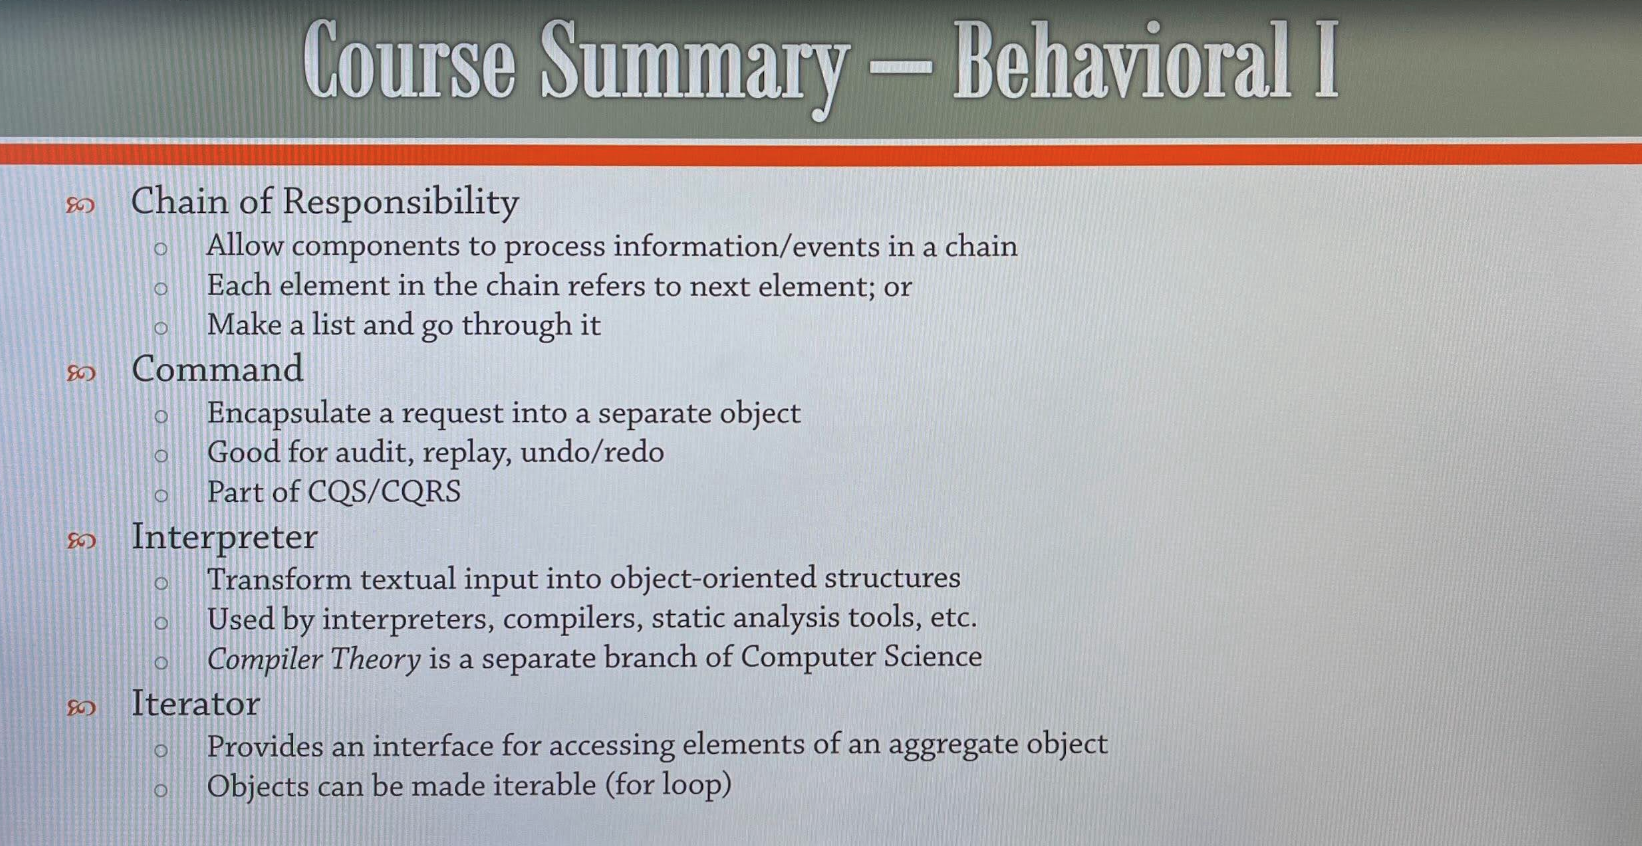 Course Summary – Behavioral I
Chain of Responsibility
Allow components to process information/events in a chain
Each element in the chain refers to next element; or
Make a list and go through it
Command
Encapsulate a request into a separate object
Good for audit, replay, undo/redo
Part of CQS/CQRS
Interpreter
Transform textual input into object-oriented structures
Used by interpreters, compilers, static analysis tools, etc.
Compiler Theory is a separate branch of Computer Science
Iterator
Provides an interface for accessing elements of an aggregate object
Objects can be made iterable (for loop)